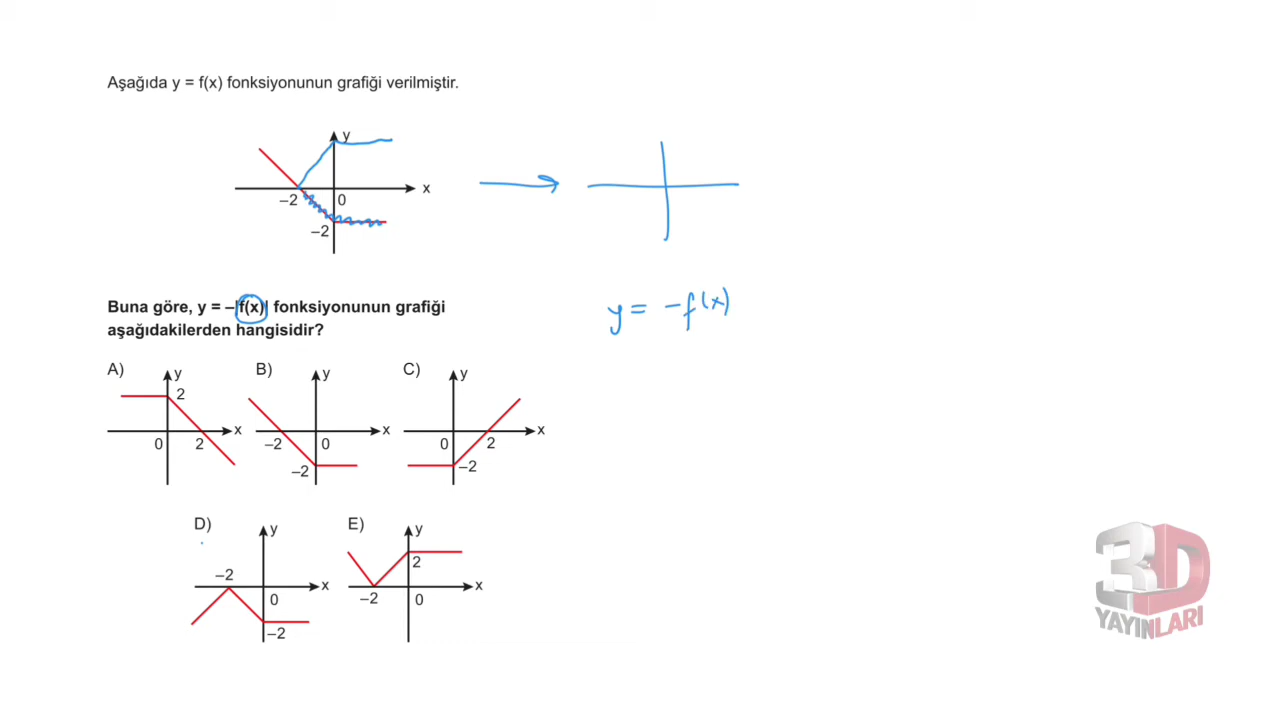 Aşağıda y = f(x) fonksiyonunun grafiği verilmiştir.
y
x
–2
0
–2
Buna göre, y = –|f(x)| fonksiyonunun grafiği
aşağıdakilerden hangisidir?
y = -f(x)
A)
y
2
x
0
2
B)
y
x
–2
0
–2
C)
y
x
0
2
–2
D)
y
–2
x
0
–2
E)
y
2
x
–2
0
3D
YAYINLARI